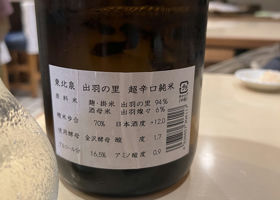 東北泉　出羽の里　超辛口純米
原料米　麹・掛米　出羽の里　94%
酒母米　出羽燦々　6%
精米歩合　70%　日本酒度　+12.0
使用酵母　金沢酵母　酸度　1.7
アルコール分　16.5%　アミノ酸度　0.9